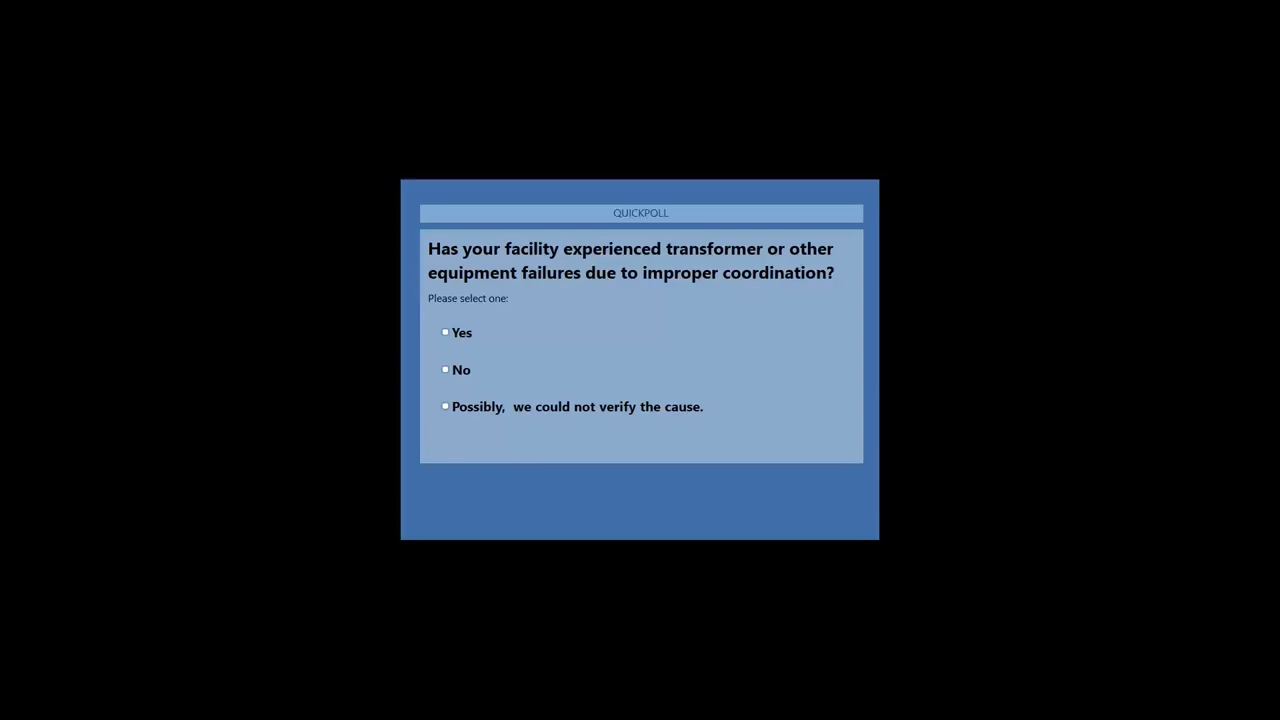 QUICKPOLL
Has your facility experienced transformer or other
equipment failures due to improper coordination?
Please select one:
Yes
No
Possibly,  we could not verify the cause.